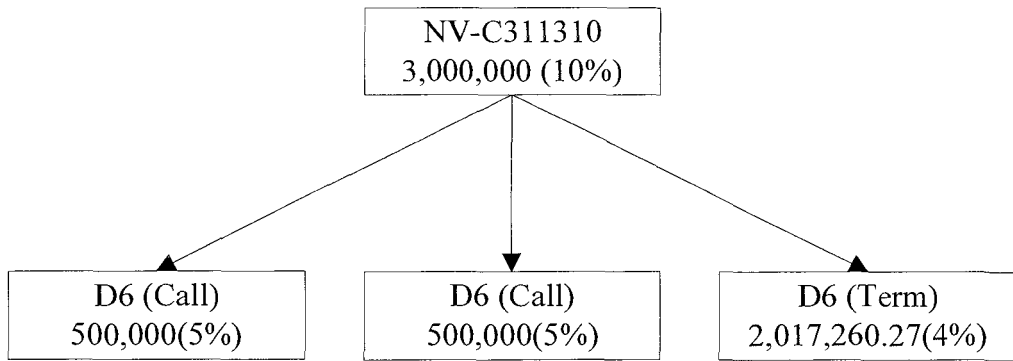 NV-C311310
3,000,000 (10%)
D6 (Call)
500,000(5%)
D6 (Call)
500,000(5%)
D6 (Term)
2,017,260.27(4%)